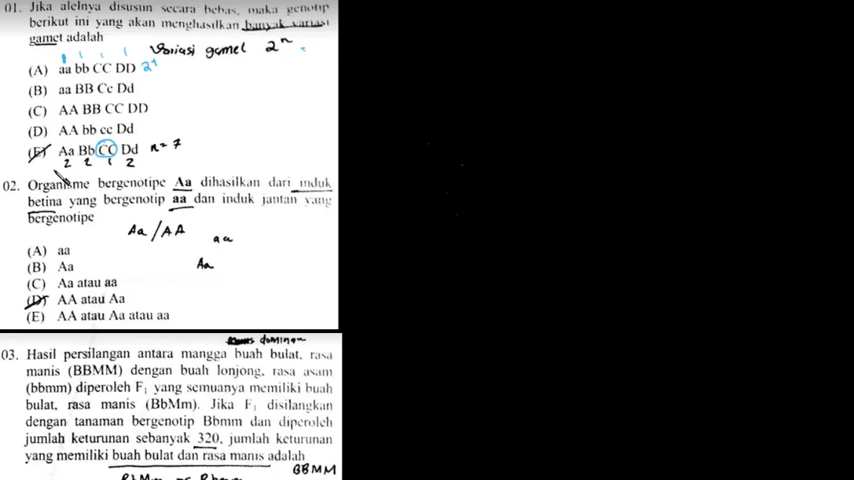 01. Jika alelnya disusun secara bebas, maka genotip
berikut ini yang akan menghasilkan banyak variasi
gamet adalah
Variasi gamet 2ⁿ
(A) aa bb CC DD
(B) aa BB Cc Dd
(C) AA BB CC DD
(D) AA bb cc Dd
(E) Aa Bb CC Dd n = 7
2 2 1 2
02. Organisme bergenotipe Aa dihasilkan dari induk
betina yang bergenotip aa dan induk jantan yang
bergenotipe
Aa / AA
aa
(A) aa
(B) Aa
Aa
(C) Aa atau aa
(D) AA atau Aa
(E) AA atau Aa atau aa
dominan
03. Hasil persilangan antara mangga buah bulat, rasa
manis (BBMM) dengan buah lonjong, rasa asam
(bbmm) diperoleh F₁ yang semuanya memiliki buah
bulat, rasa manis (BbMm). Jika F₁ disilangkan
dengan tanaman bergenotip Bbmm dan diperoleh
jumlah keturunan sebanyak 320, jumlah keturunan
yang memiliki buah bulat dan rasa manis adalah
BBMM